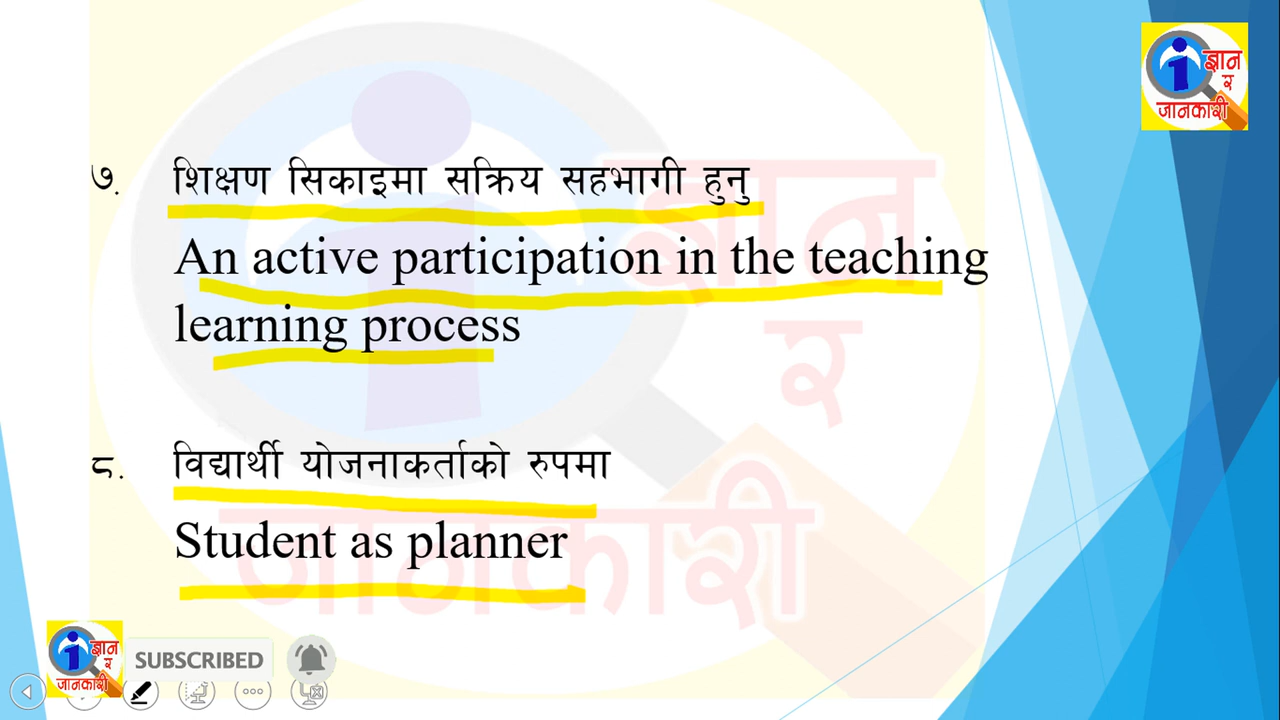 ज्ञान
र
जानकारी
७. शिक्षण सिकाइमा सक्रिय सहभागी हुनु
An active participation in the teaching
learning process
८. विद्यार्थी योजनाकर्ताको रुपमा
Student as planner
ज्ञान
र
जानकारी
ज्ञान
र
जानकारी
SUBSCRIBED